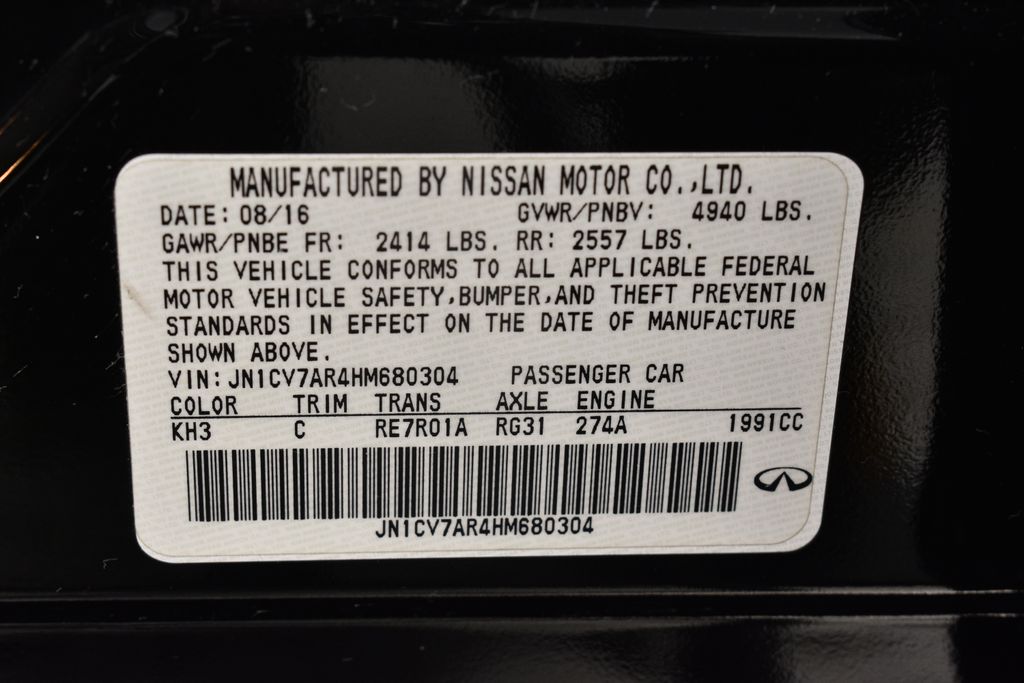 MANUFACTURED BY NISSAN MOTOR CO.,LTD.
DATE: 08/16 GVWR/PNBV: 4940 LBS.
GAWR/PNBE FR: 2414 LBS. RR: 2557 LBS.
THIS VEHICLE CONFORMS TO ALL APPLICABLE FEDERAL
MOTOR VEHICLE SAFETY,BUMPER,AND THEFT PREVENTION
STANDARDS IN EFFECT ON THE DATE OF MANUFACTURE
SHOWN ABOVE.
VIN: JN1CV7AR4HM680304 PASSENGER CAR
COLOR TRIM TRANS AXLE ENGINE
KH3 C RE7R01A RG31 274A 1991CC
JN1CV7AR4HM680304